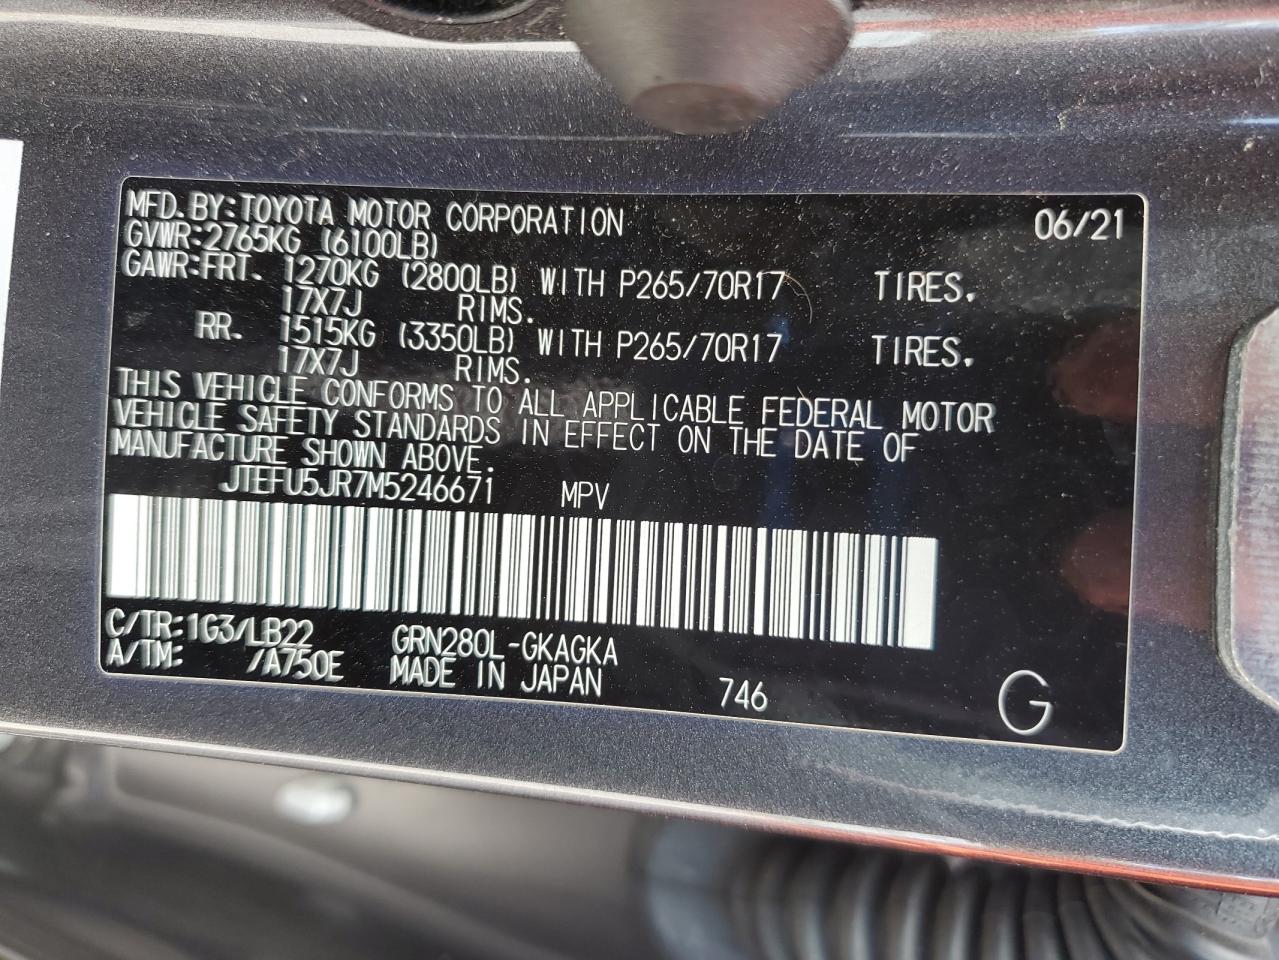 MFD. BY: TOYOTA MOTOR CORPORATION 06/21
GVWR: 2765KG (6100LB)
GAWR: FRT. 1270KG (2800LB) WITH P265/70R17 TIRES,
17X7J RIMS.
RR. 1515KG (3350LB) WITH P265/70R17 TIRES,
17X7J RIMS.
THIS VEHICLE CONFORMS TO ALL APPLICABLE FEDERAL MOTOR
VEHICLE SAFETY STANDARDS IN EFFECT ON THE DATE OF
MANUFACTURE SHOWN ABOVE.
JTEFU5JR7M5246671 MPV
C/TR: 1G3/LB22 GRN280L-GKAGKA
A/TM: /A750E MADE IN JAPAN 746 G